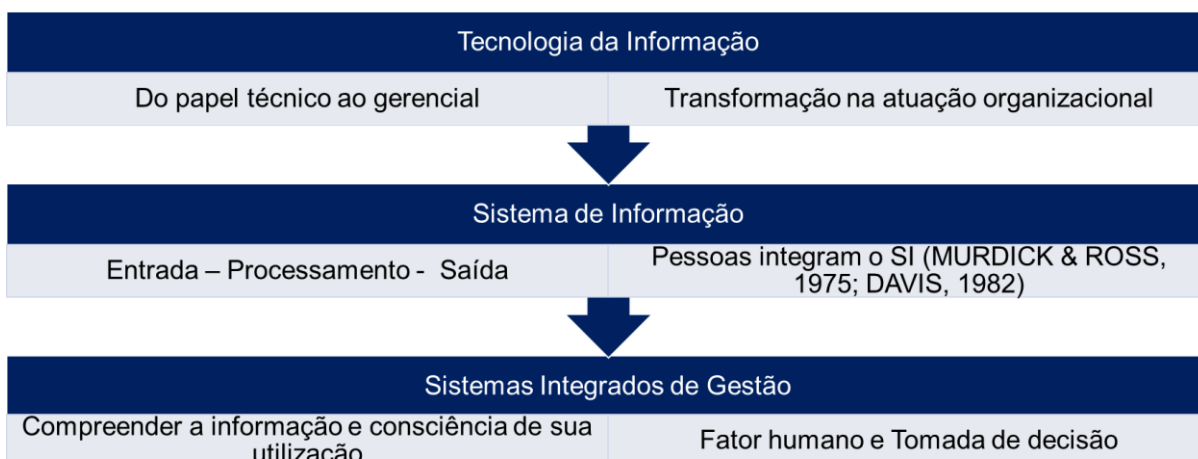 Tecnologia da Informação
Do papel técnico ao gerencial
Transformação na atuação organizacional
Sistema de Informação
Entrada – Processamento -  Saída
Pessoas integram o SI (MURDICK & ROSS,
1975; DAVIS, 1982)
Sistemas Integrados de Gestão
Compreender a informação e consciência de sua
utilização
Fator humano e Tomada de decisão